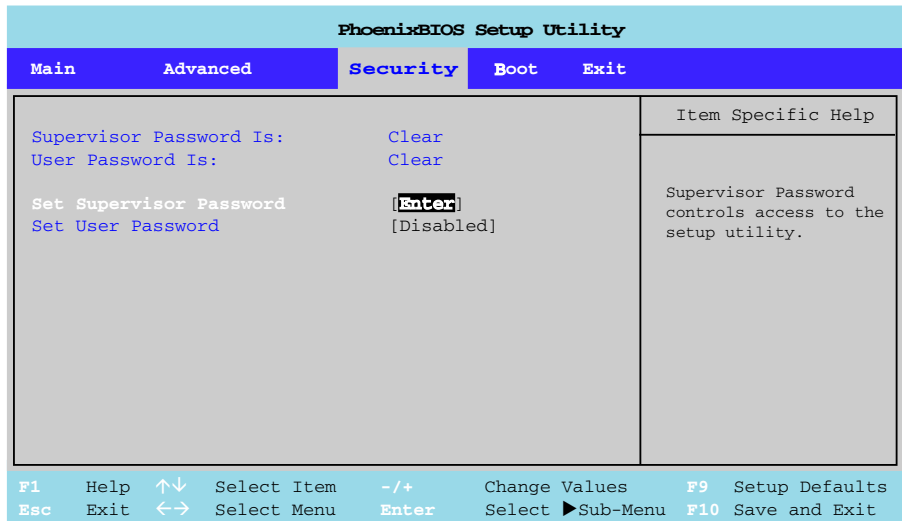 PhoenixBIOS Setup Utility
Main Advanced Security Boot Exit
Item Specific Help
Supervisor Password Is: Clear
User Password Is: Clear
Set Supervisor Password [Enter]
Set User Password [Disabled]
Supervisor Password
controls access to the
setup utility.
F1 Help ↑↓ Select Item -/+ Change Values F9 Setup Defaults
Esc Exit ←→ Select Menu Enter Select ▶Sub-Menu F10 Save and Exit